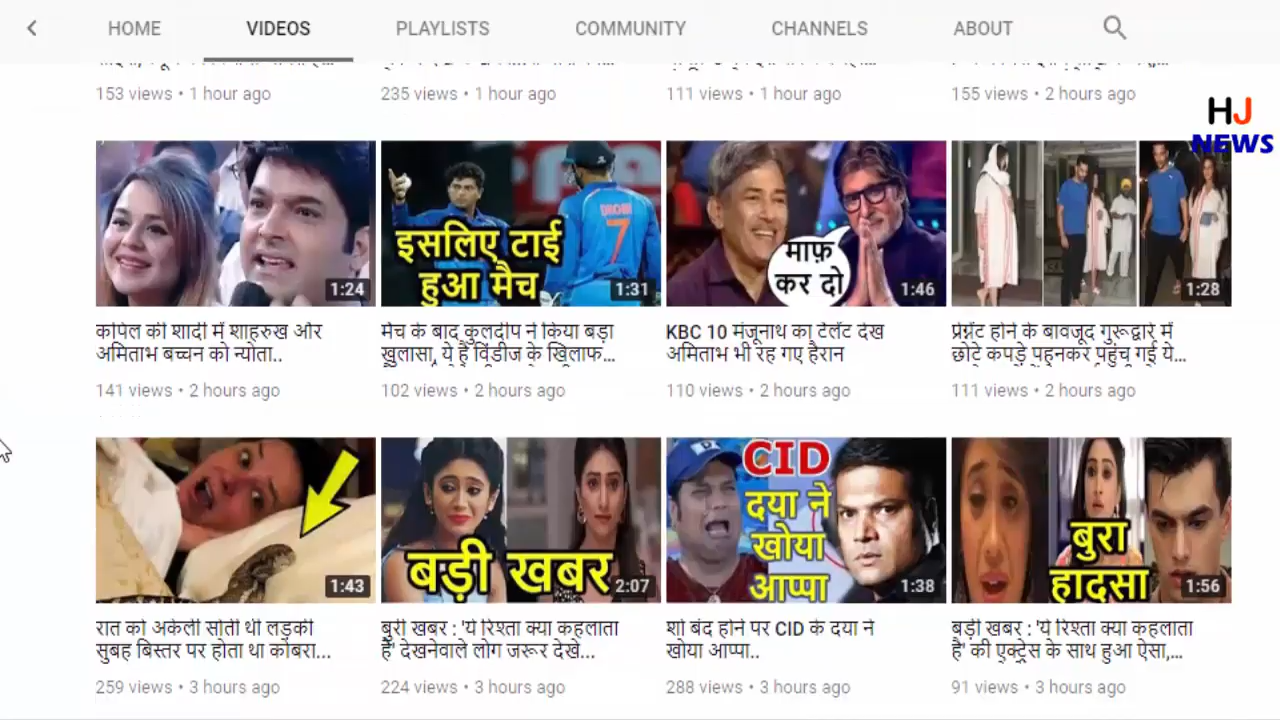 HOME VIDEOS PLAYLISTS COMMUNITY CHANNELS ABOUT
153 views • 1 hour ago
235 views • 1 hour ago
111 views • 1 hour ago
155 views • 2 hours ago
HJ
NEWS
1:24
DHONI
7
इसलिए टाई
हुआ मैच
1:31
माफ़
कर दो
1:46
1:28
कपिल की शादी में शाहरुख और
अमिताभ बच्चन को न्योता..
141 views • 2 hours ago
मैच के बाद कुलदीप ने किया बड़ा
खुलासा, ये है विंडीज के खिलाफ...
102 views • 2 hours ago
KBC 10 मंजूनाथ का टैलेंट देख
अमिताभ भी रह गए हैरान
110 views • 2 hours ago
प्रेग्नेंट होने के बावजूद गुरूद्वारे में
छोटे कपड़े पहनकर पहुंच गई ये...
111 views • 2 hours ago
1:43
बड़ी खबर
2:07
CID
दया ने
खोया
आप्पा
1:38
बुरा
हादसा
1:56
रात को अकेली सोती थी लड़की
सुबह बिस्तर पर होता था कोबरा...
259 views • 3 hours ago
बुरी खबर : 'ये रिश्ता क्या कहलाता
है' देखनेवाले लोग जरूर देखे...
224 views • 3 hours ago
शो बंद होने पर CID के दया ने
खोया आप्पा..
288 views • 3 hours ago
बड़ी खबर : 'ये रिश्ता क्या कहलाता
है' की एक्ट्रेस के साथ हुआ ऐसा,...
91 views • 3 hours ago